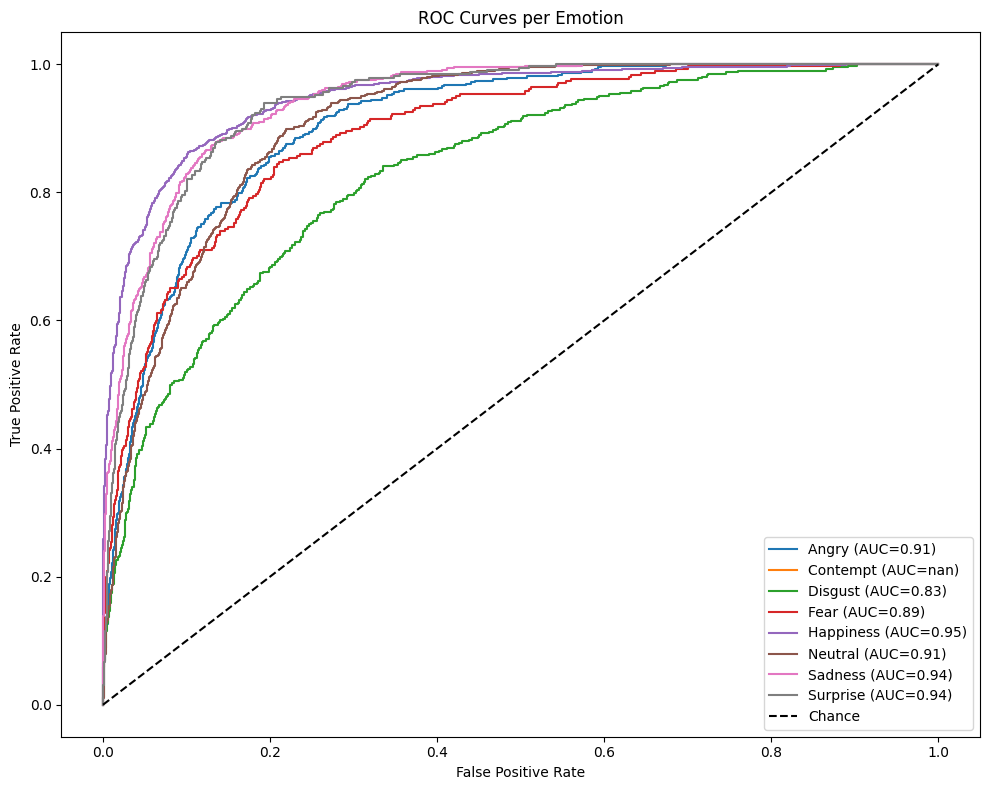 ROC Curves per Emotion
1.0
0.8
0.6
0.4
0.2
0.0
True Positive Rate
0.0 0.2 0.4 0.6 0.8 1.0
False Positive Rate
Angry (AUC=0.91)
Contempt (AUC=nan)
Disgust (AUC=0.83)
Fear (AUC=0.89)
Happiness (AUC=0.95)
Neutral (AUC=0.91)
Sadness (AUC=0.94)
Surprise (AUC=0.94)
Chance